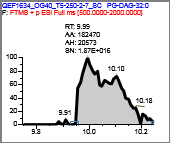 QEF1634_OG40_T5-250-2-7_SC PG-OAG-32:0
F: FTMS + p ESI Full ms [500.0000-2000.0000]
RT: 9.99
AA: 182470
AH: 20573
SN: 1.87E+016
100
80
60
40
20
0
10.10
9.91
10.18
9.8
10.0
10.2